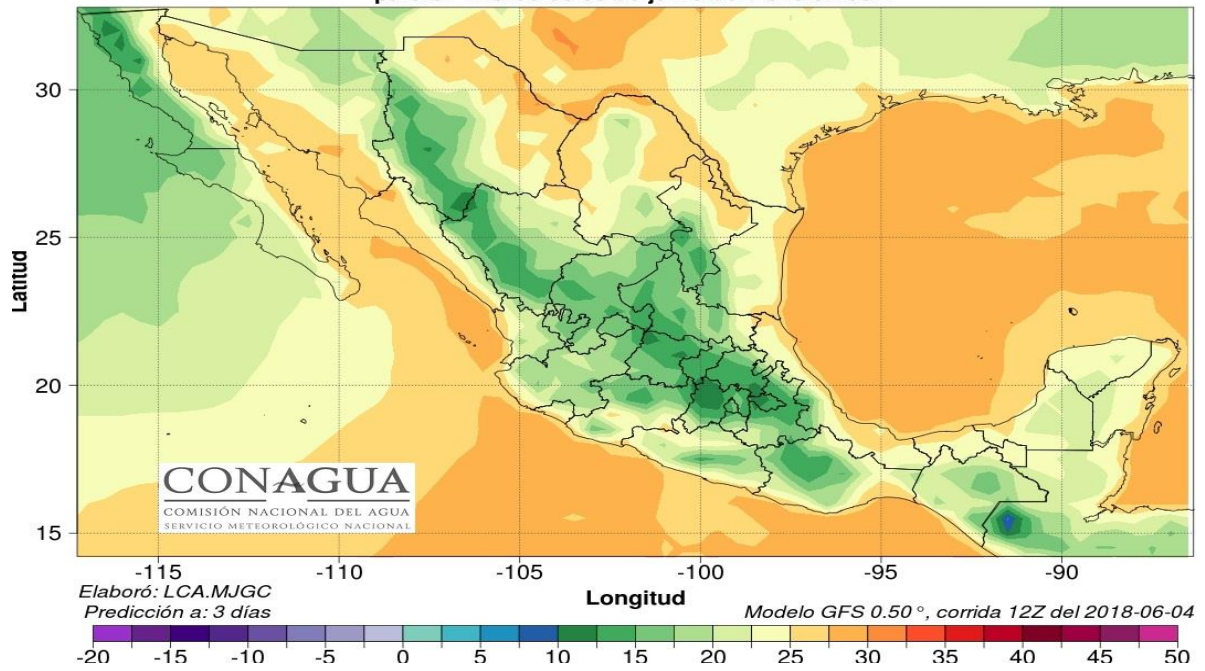 30
25
20
15
Latitud
CONAGUA
COMISIÓN NACIONAL DEL AGUA
SERVICIO METEOROLÓGICO NACIONAL
-115 -110 -105 -100 -95 -90
Longitud
Elaboró: LCA.MJGC
Predicción a: 3 días
Modelo GFS 0.50°, corrida 12Z del 2018-06-04
-20 -15 -10 -5 0 5 10 15 20 25 30 35 40 45 50